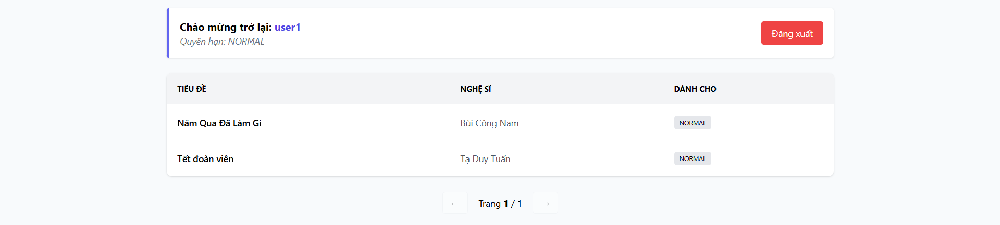 Chào mừng trở lại: user1
Quyền hạn: NORMAL
Đăng xuất
TIÊU ĐỀ NGHỆ SĨ DÀNH CHO
Năm Qua Đã Làm Gì Bùi Công Nam NORMAL
Tết đoàn viên Tạ Duy Tuấn NORMAL
← Trang 1 / 1 →